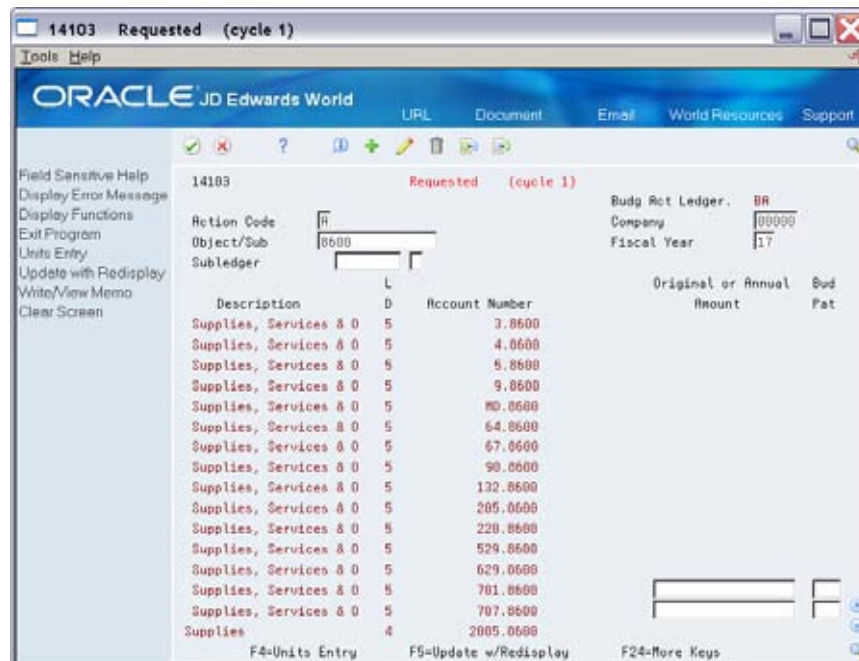 14103 Requested (cycle 1)
Tools Help
ORACLE JD Edwards World
URL Document Email World Resources Support
Field Sensitive Help
Display Error Message
Display Functions
Exit Program
Units Entry
Update with Redisplay
Write/View Memo
Clear Screen
14103 Requested (cycle 1)
Budg Act Ledger. BA
Action Code A Company 00000
Object/Sub 8600 Fiscal Year 17
Subledger
L Original or Annual Bud
Description D Account Number Amount Pat
Supplies, Services & O 5 3.8600
Supplies, Services & O 5 4.8600
Supplies, Services & O 5 5.8600
Supplies, Services & O 5 9.8600
Supplies, Services & O 5 MD.8600
Supplies, Services & O 5 64.8600
Supplies, Services & O 5 67.8600
Supplies, Services & O 5 90.8600
Supplies, Services & O 5 132.8600
Supplies, Services & O 5 205.8600
Supplies, Services & O 5 220.8600
Supplies, Services & O 5 529.8600
Supplies, Services & O 5 629.8600
Supplies, Services & O 5 701.8600
Supplies, Services & O 5 707.8600
Supplies 4 2005.8600
F4=Units Entry F5=Update w/Redisplay F24=More Keys